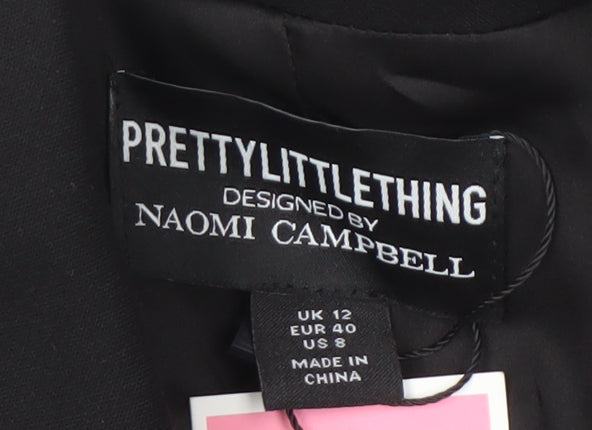 PRETTYLITTLETHING
DESIGNED BY
NAOMI CAMPBELL
UK 12
EUR 40
US 8
MADE IN
CHINA